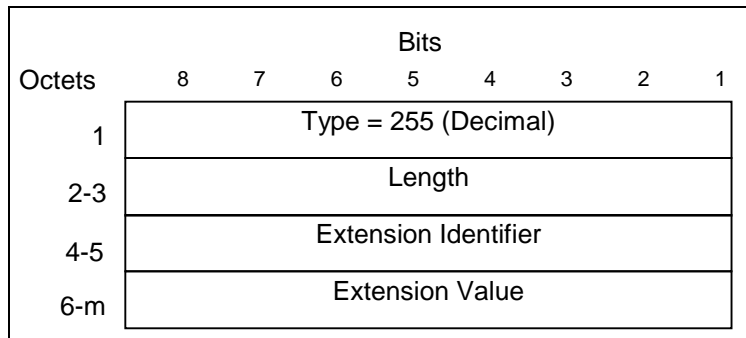 Bits
Octets 8 7 6 5 4 3 2 1
1 Type = 255 (Decimal)
2-3 Length
4-5 Extension Identifier
6-m Extension Value